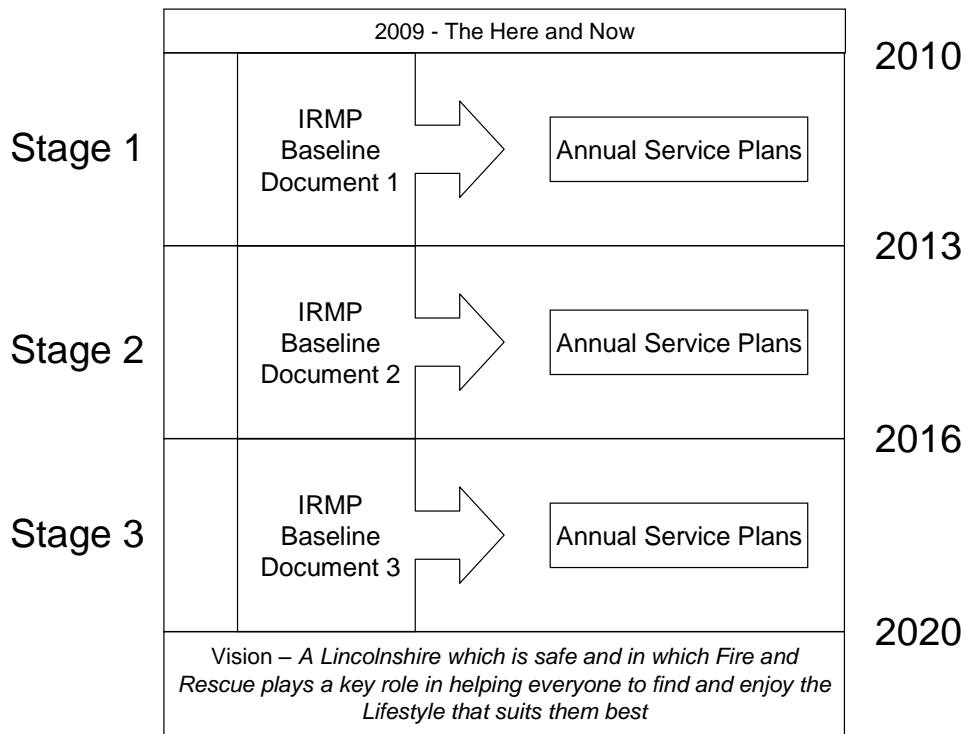 2009 - The Here and Now
2010
Stage 1
IRMP
Baseline
Document 1
Annual Service Plans
2013
Stage 2
IRMP
Baseline
Document 2
Annual Service Plans
2016
Stage 3
IRMP
Baseline
Document 3
Annual Service Plans
2020
Vision – A Lincolnshire which is safe and in which Fire and
Rescue plays a key role in helping everyone to find and enjoy the
Lifestyle that suits them best